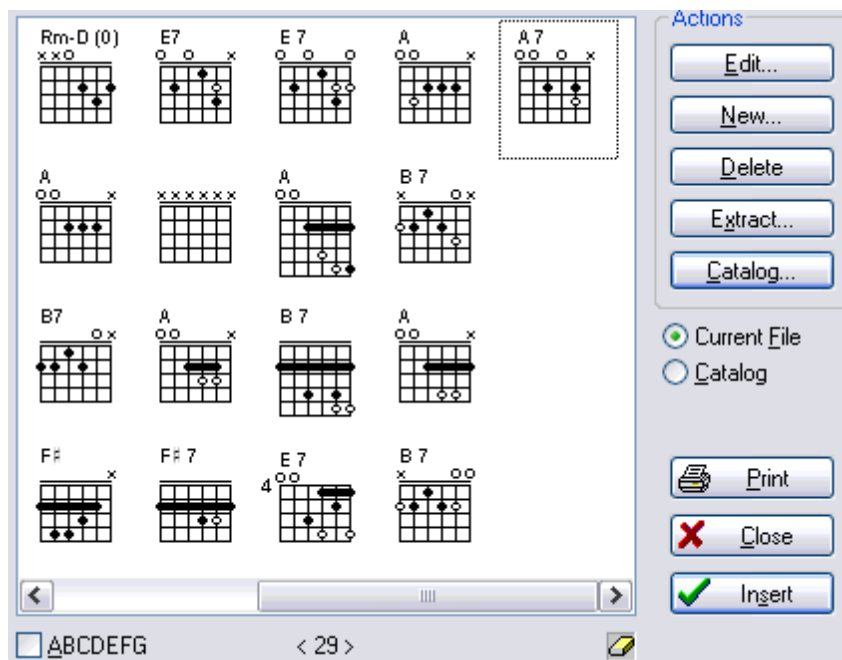 Rm-D (0) E7 E 7 A A 7
A A B 7
B7 A B 7 A
F# F# 7 E 7 B 7
4
ABCDEFG < 29 >
Actions
Edit...
New...
Delete
Extract...
Catalog...
Current File
Catalog
Print
Close
Insert